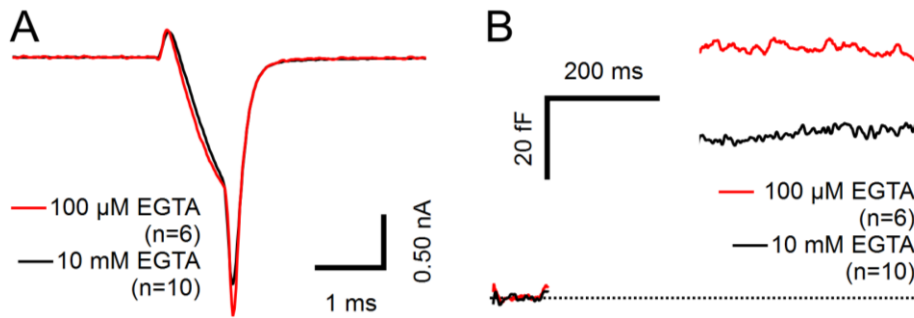 A
100 µM EGTA
(n=6)
10 mM EGTA
(n=10)
1 ms
0.50 nA
B
200 ms
20 fF
100 µM EGTA
(n=6)
10 mM EGTA
(n=10)